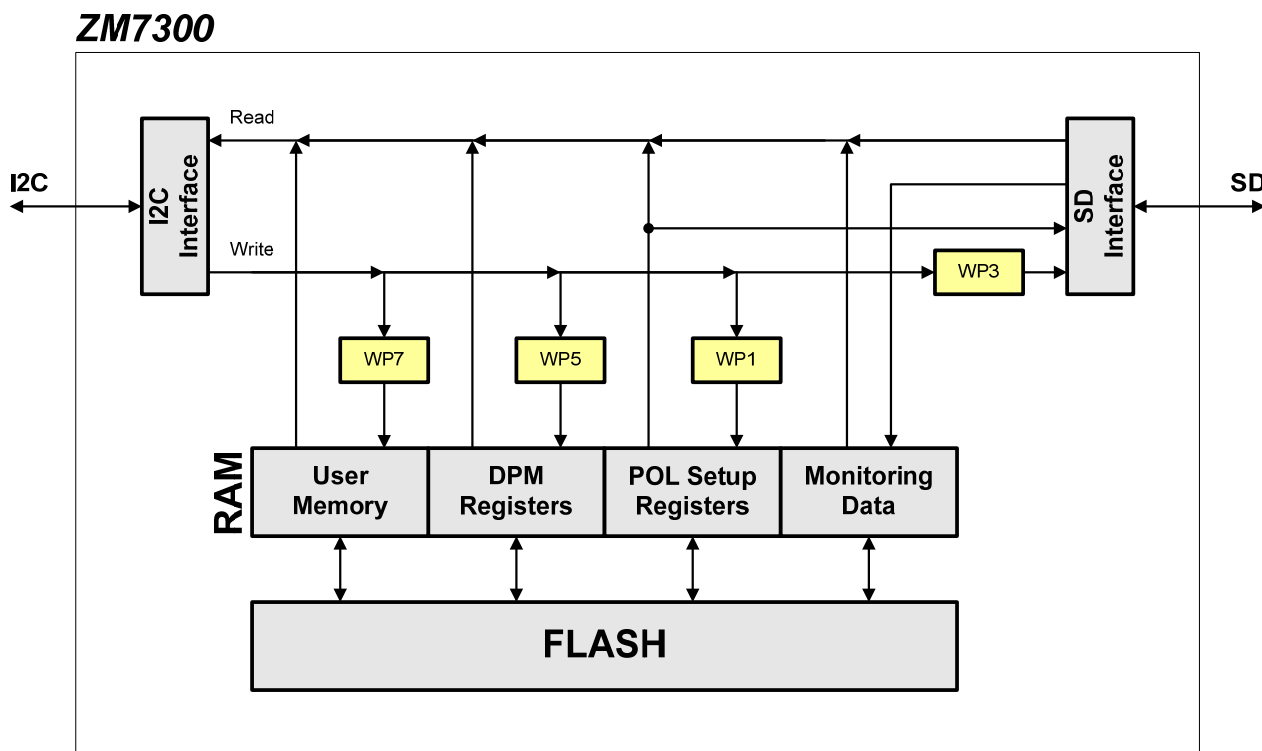 ZM7300
Read
I2C
I2C
Interface
SD
Interface
SD
Write
WP3
WP7
WP5
WP1
RAM
User
Memory
DPM
Registers
POL Setup
Registers
Monitoring
Data
FLASH